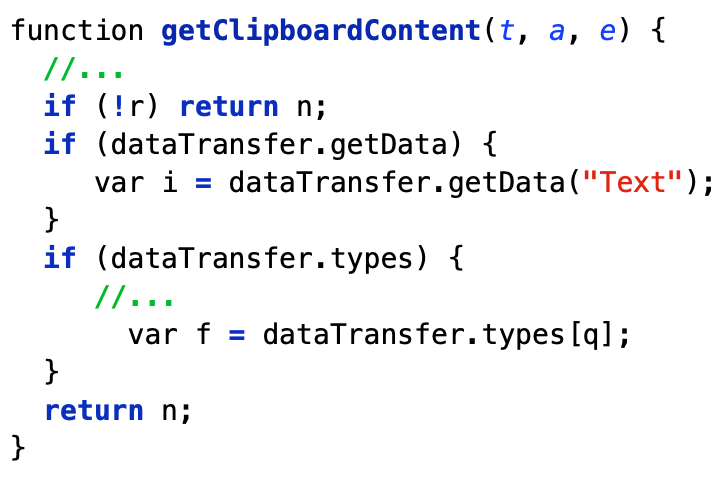 function getClipboardContent(t, a, e) {
  //...
  if (!r) return n;
  if (dataTransfer.getData) {
     var i = dataTransfer.getData("Text");
  }
  if (dataTransfer.types) {
     //...
       var f = dataTransfer.types[q];
  }
  return n;
}